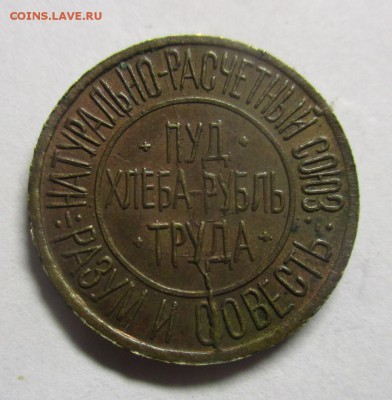 COINS.LAVE.RU
НАТУРАЛЬНО-РАСЧЕТНЫЙ СОЮЗ
ПУД
ХЛЕБА-РУБЛЬ
ТРУДА
РАЗУМ И СОВЕСТЬ